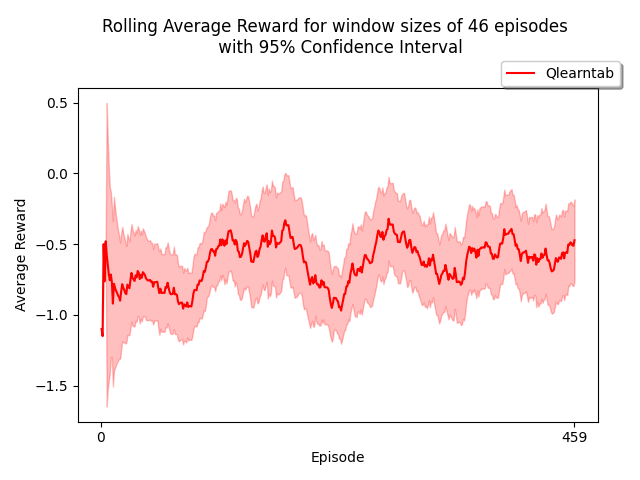 Rolling Average Reward for window sizes of 46 episodes
with 95% Confidence Interval
Qlearntab
0.5
0.0
−0.5
−1.0
−1.5
Average Reward
0
459
Episode